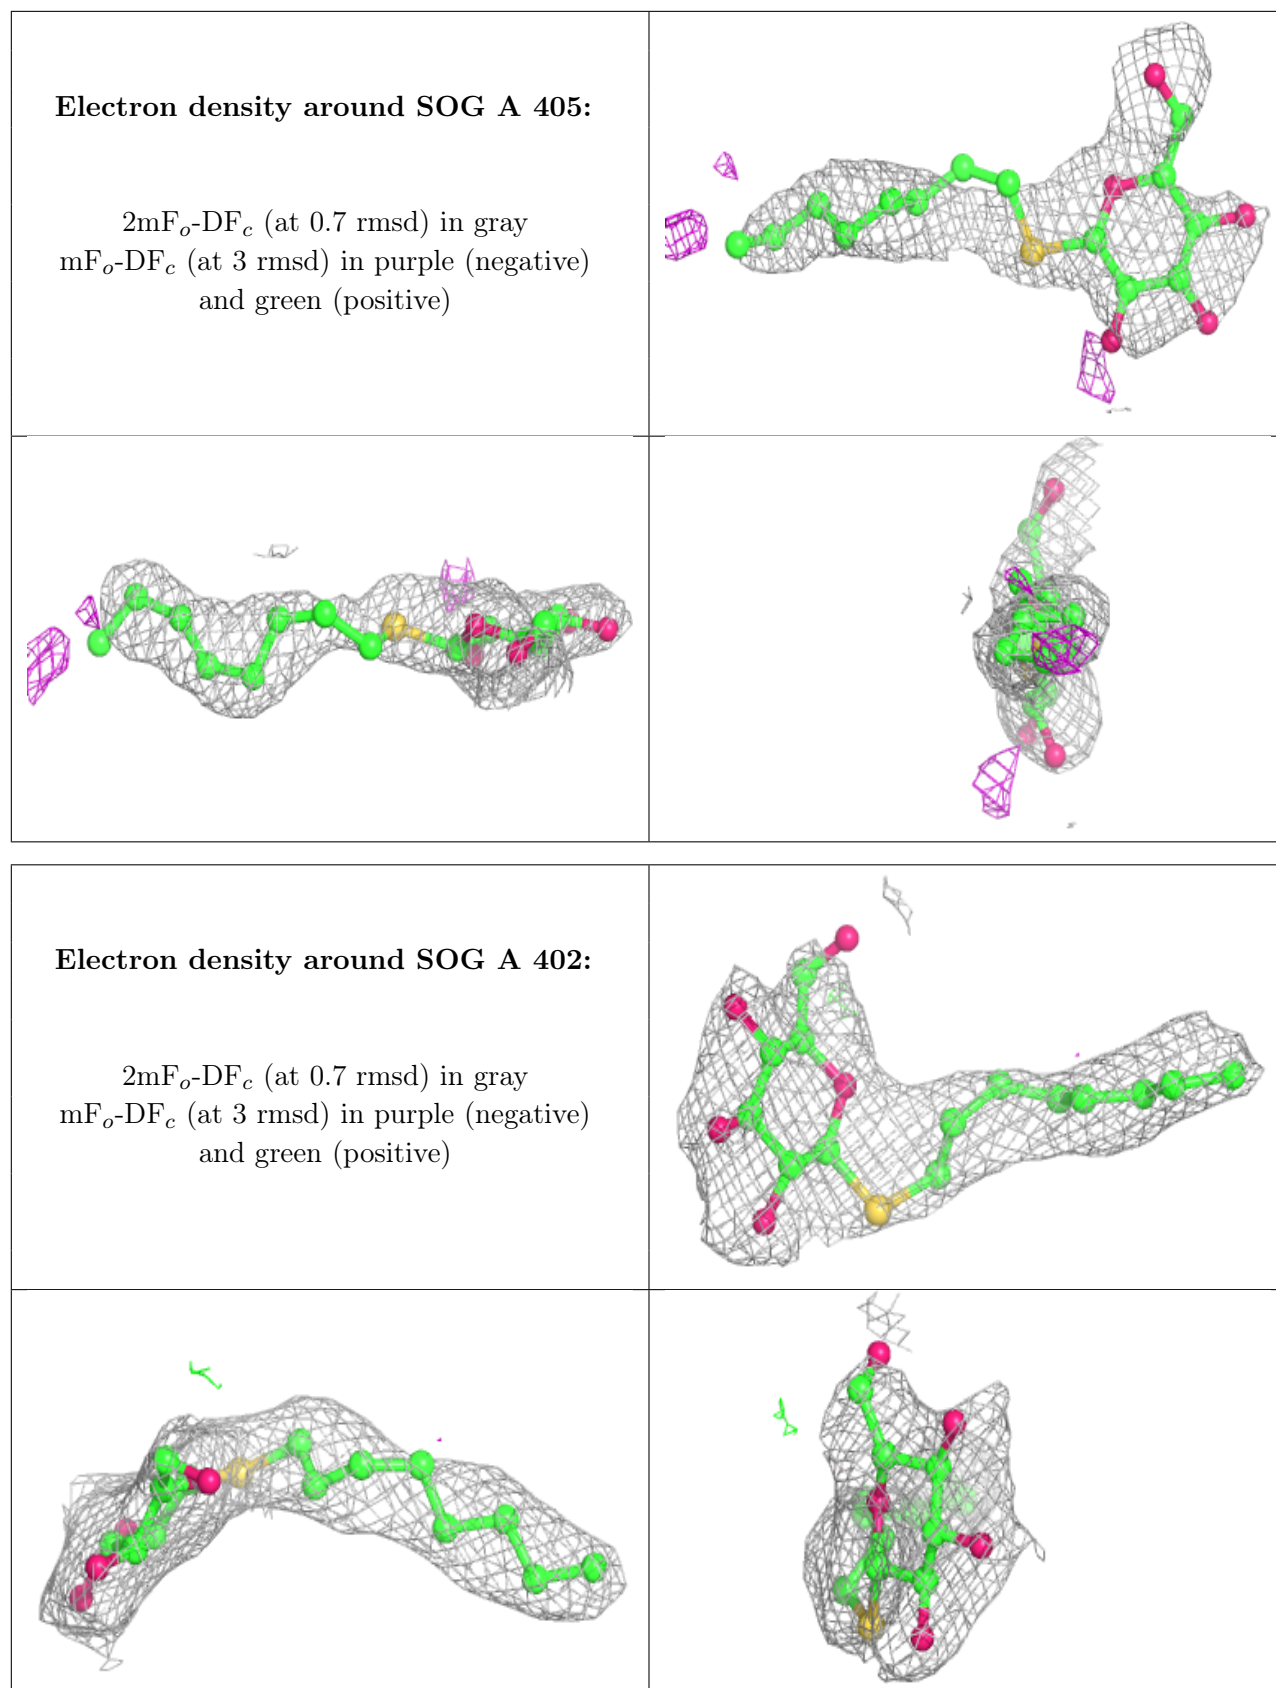 Electron density around SOG A 405:
2mFo-DFc (at 0.7 rmsd) in gray
mFo-DFc (at 3 rmsd) in purple (negative)
and green (positive)
Electron density around SOG A 402:
2mFo-DFc (at 0.7 rmsd) in gray
mFo-DFc (at 3 rmsd) in purple (negative)
and green (positive)